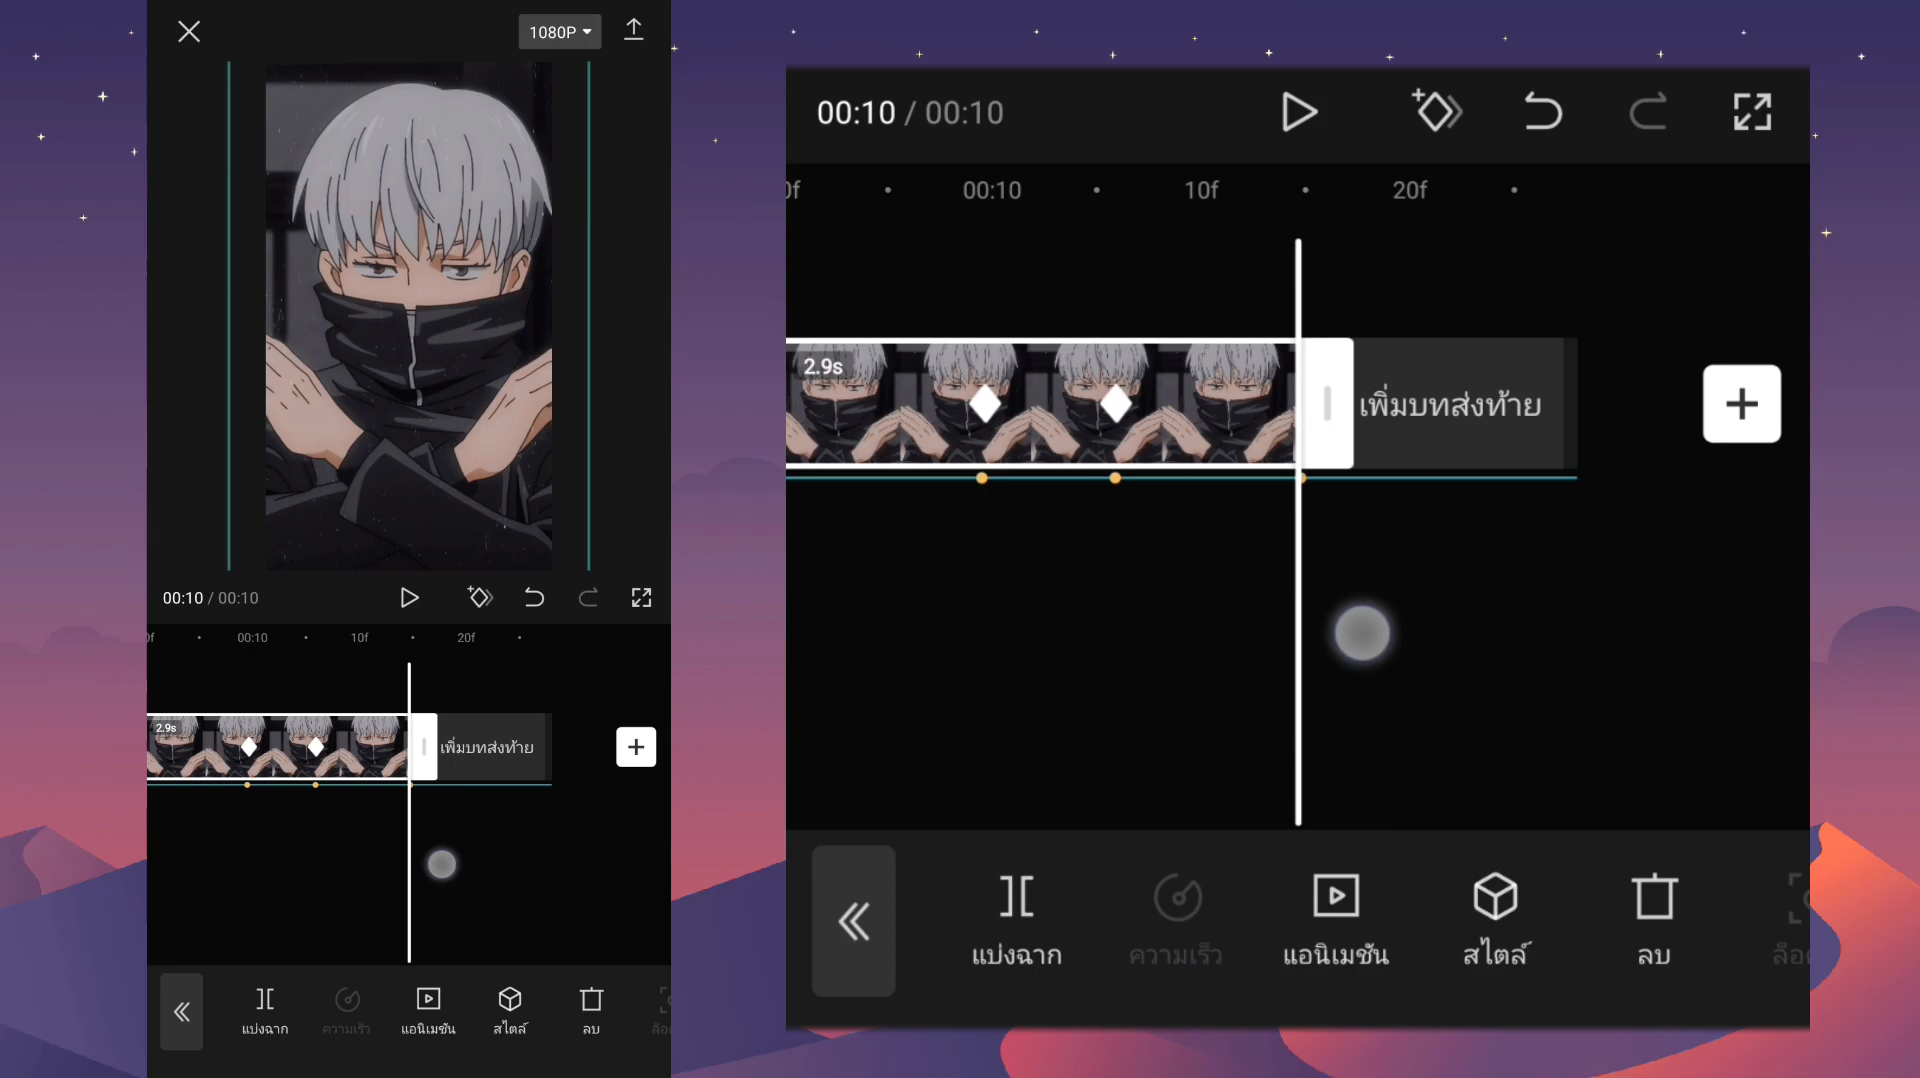 1080P
00:10 / 00:10
0f 00:10 10f 20f
2.9s
เพิ่มบทส่งท้าย
แบ่งฉาก ความเร็ว แอนิเมชัน สไตล์ ลบ
00:10 / 00:10
00:10 10f 20f
2.9s
เพิ่มบทส่งท้าย
แบ่งฉาก ความเร็ว แอนิเมชัน สไตล์ ลบ